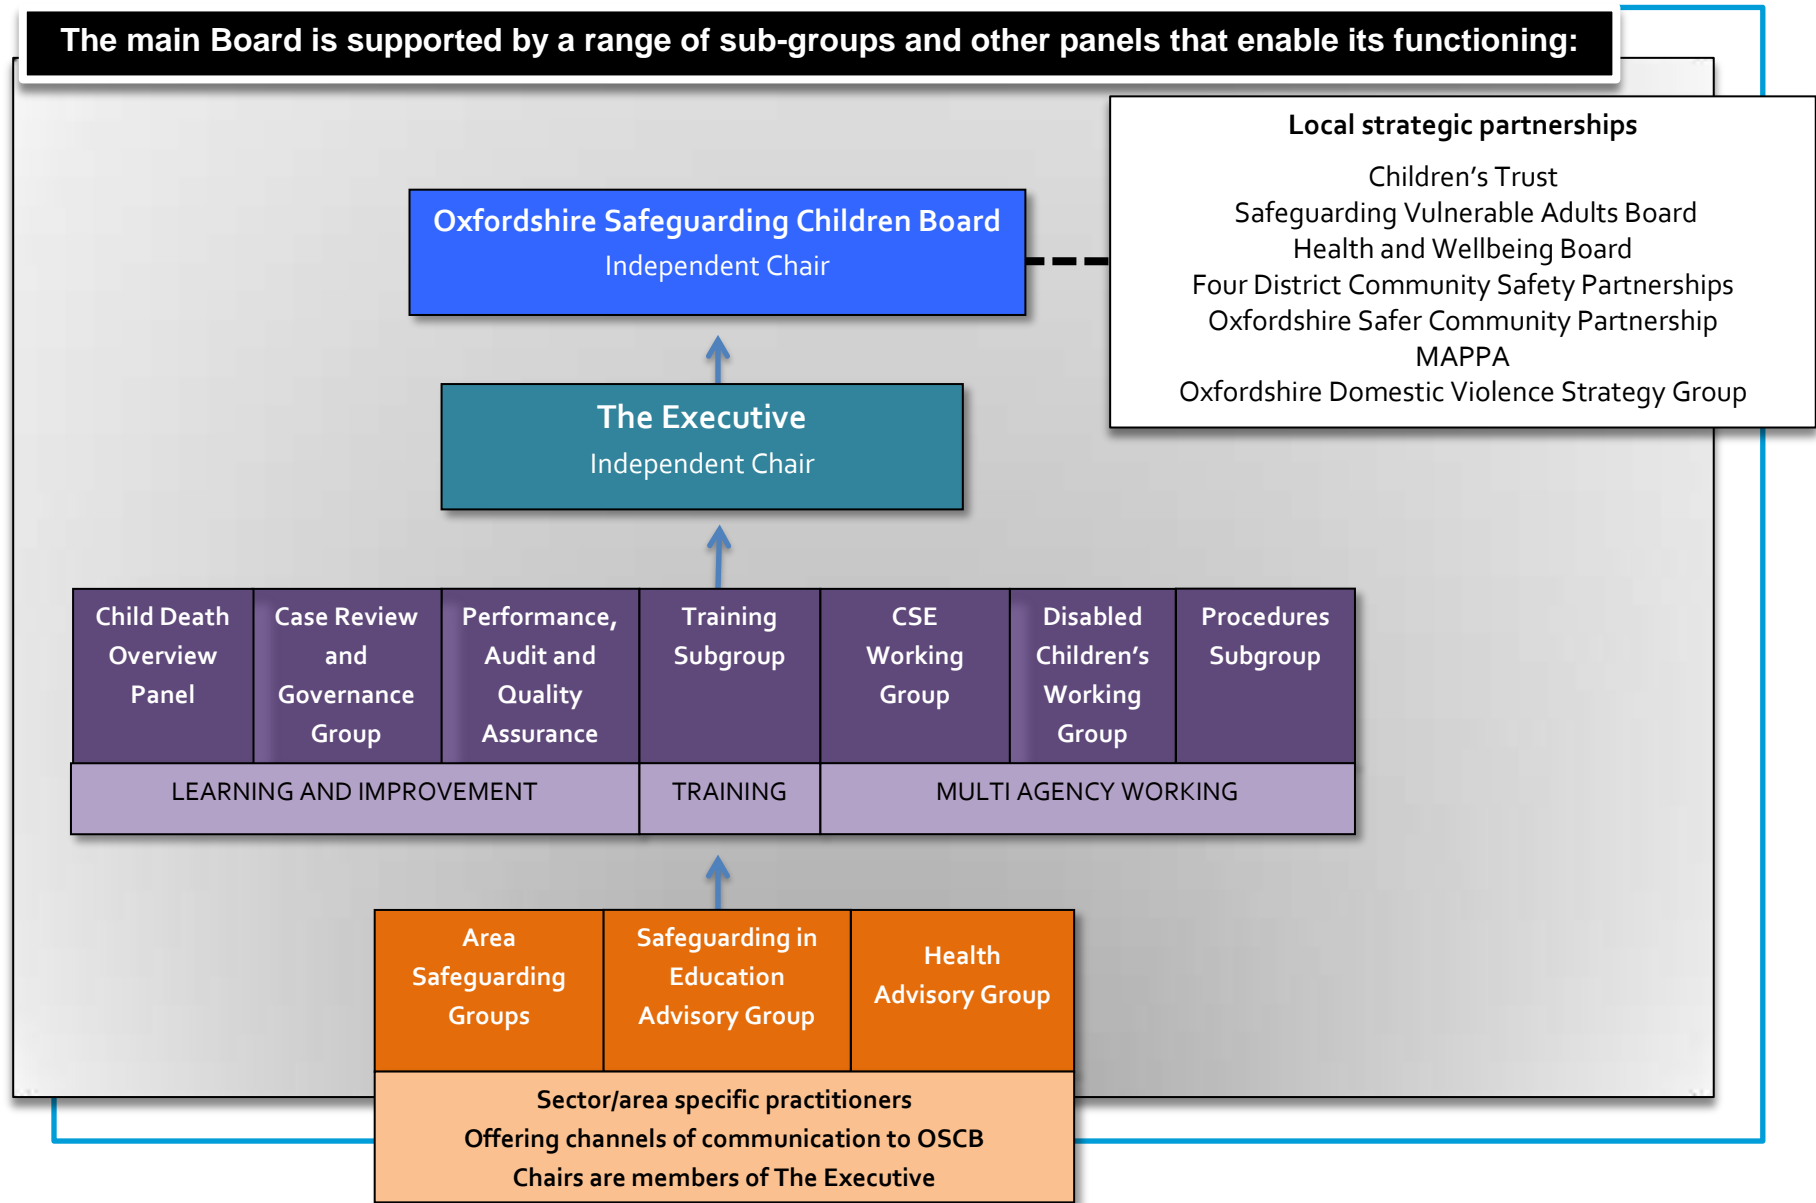 The main Board is supported by a range of sub-groups and other panels that enable its functioning:
Local strategic partnerships
Children’s Trust
Safeguarding Vulnerable Adults Board
Health and Wellbeing Board
Four District Community Safety Partnerships
Oxfordshire Safer Community Partnership
MAPPA
Oxfordshire Domestic Violence Strategy Group
Oxfordshire Safeguarding Children Board
Independent Chair
The Executive
Independent Chair
Child Death
Overview
Panel
Case Review
and
Governance
Group
Performance,
Audit and
Quality
Assurance
Training
Subgroup
CSE
Working
Group
Disabled
Children’s
Working
Group
Procedures
Subgroup
LEARNING AND IMPROVEMENT
TRAINING
MULTI AGENCY WORKING
Area
Safeguarding
Groups
Safeguarding in
Education
Advisory Group
Health
Advisory Group
Sector/area specific practitioners
Offering channels of communication to OSCB
Chairs are members of The Executive